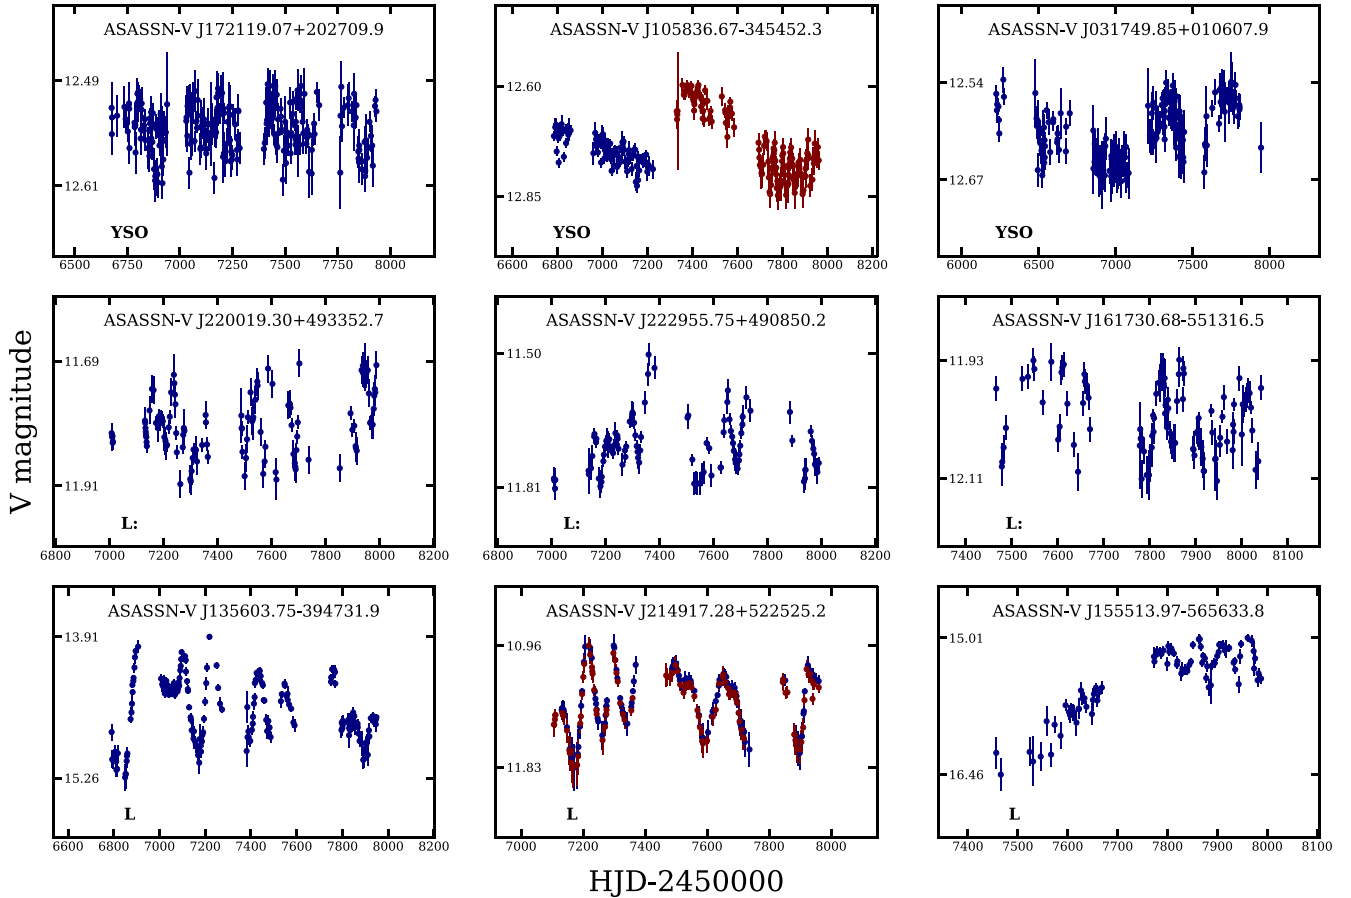 ASASSN-V J172119.07+202709.9
12.49
12.61
YSO
6500 6750 7000 7250 7500 7750 8000
ASASSN-V J105836.67-345452.3
12.60
12.85
YSO
6600 6800 7000 7200 7400 7600 7800 8000 8200
ASASSN-V J031749.85+010607.9
12.54
12.67
YSO
6000 6500 7000 7500 8000
V magnitude
ASASSN-V J220019.30+493352.7
11.69
11.91
L:
6800 7000 7200 7400 7600 7800 8000 8200
ASASSN-V J222955.75+490850.2
11.50
11.81
L:
7000 7200 7400 7600 7800 8000 8200
ASASSN-V J161730.68-551316.5
11.93
12.11
L:
7400 7500 7600 7700 7800 7900 8000 8100
ASASSN-V J135603.75-394731.9
13.91
15.26
L
6600 6800 7000 7200 7400 7600 7800 8000 8200
ASASSN-V J214917.28+522525.2
10.96
11.83
L
7000 7200 7400 7600 7800 8000
ASASSN-V J155513.97-565633.8
15.01
16.46
L
7400 7500 7600 7700 7800 7900 8000 8100
HJD-2450000